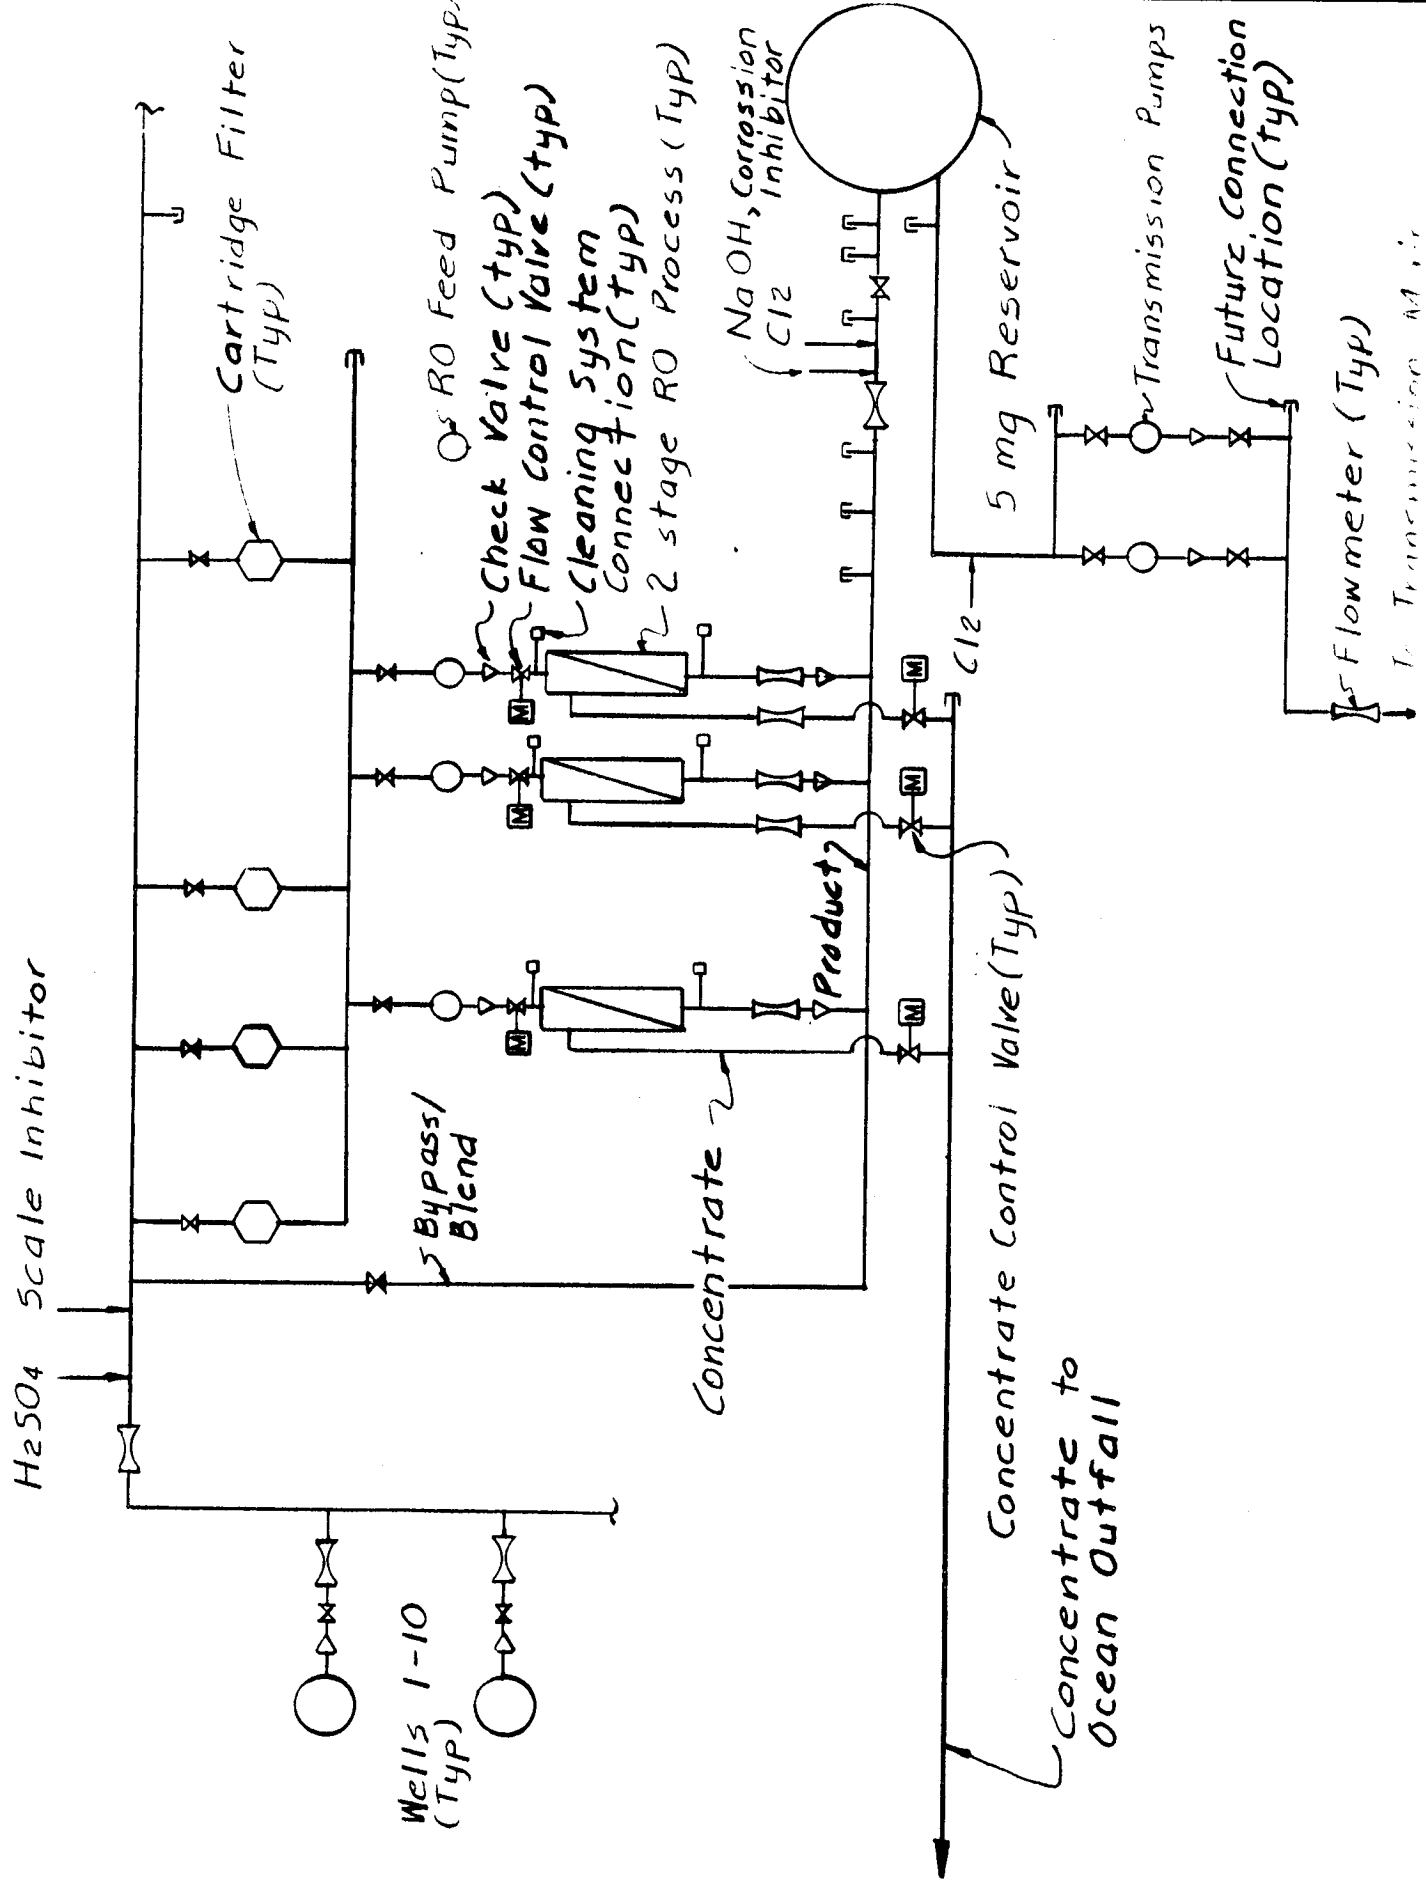 H2SO4 Scale Inhibitor
Cartridge Filter
(Typ)
RO Feed Pump(Typ)
Check Valve (typ)
Flow Control Valve (typ)
Cleaning System
Connection(typ)
2 stage RO Process (Typ)
M
M
M
Bypass/
Blend
Wells 1-10
(Typ)
Concentrate
Product
NaOH, Corrossion
Inhibitor
Cl2
M
M
M
5 mg Reservoir
Cl2
Transmission Pumps
Future Connection
Location (typ)
Flowmeter (Typ)
Concentrate Control Valve (Typ)
Concentrate to
Ocean Outfall